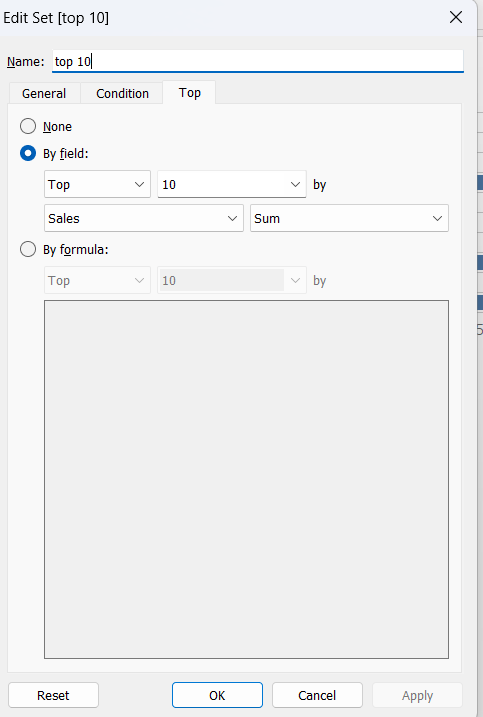 Edit Set [top 10]
Name: top 10
General Condition Top
None
By field:
Top 10 by
Sales Sum
By formula:
Top 10 by
5
Reset OK Cancel Apply